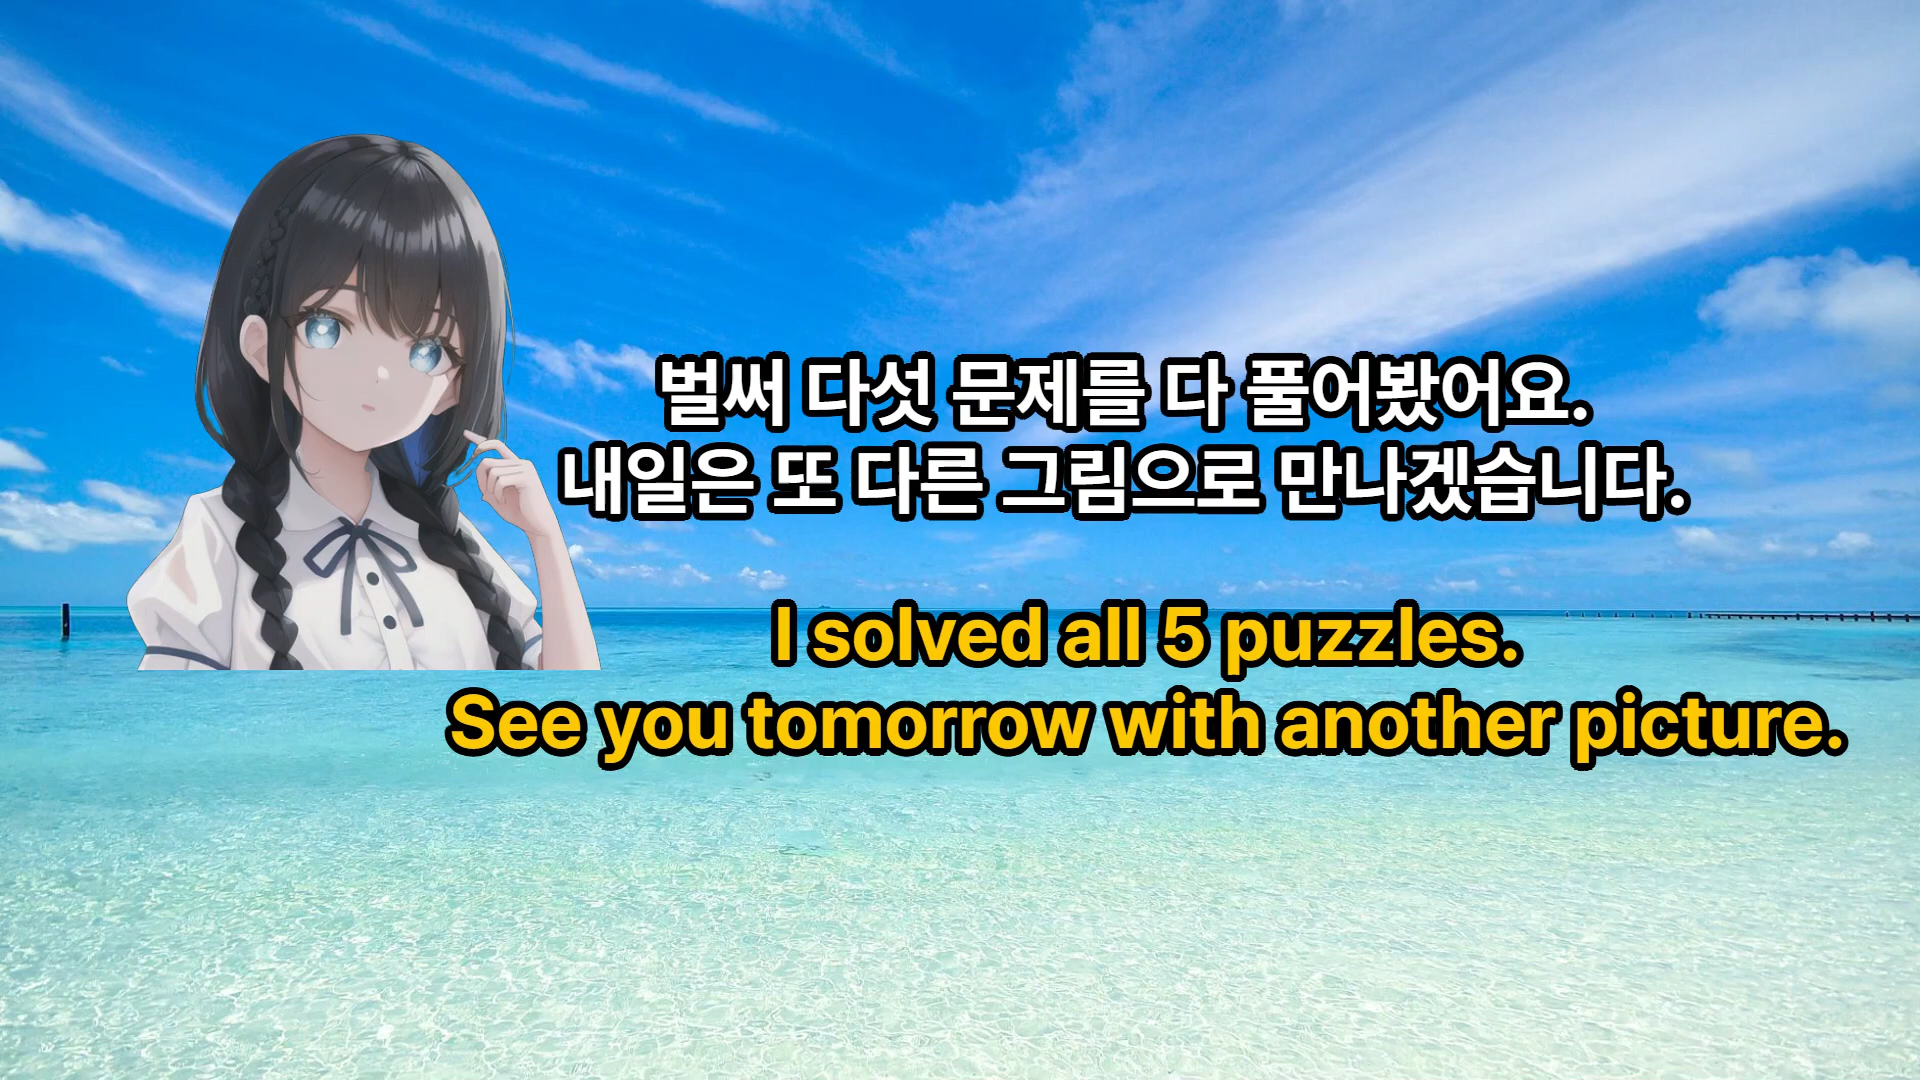 벌써 다섯 문제를 다 풀어봤어요.
내일은 또 다른 그림으로 만나겠습니다.
I solved all 5 puzzles.
See you tomorrow with another picture.